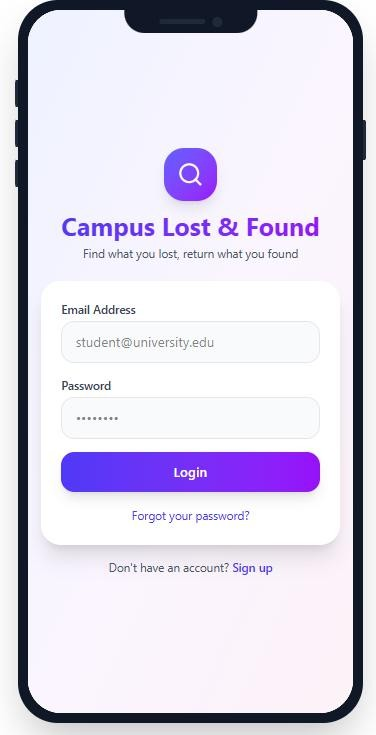 Campus Lost & Found
Find what you lost, return what you found
Email Address
student@university.edu
Password
••••••••
Login
Forgot your password?
Don't have an account? Sign up